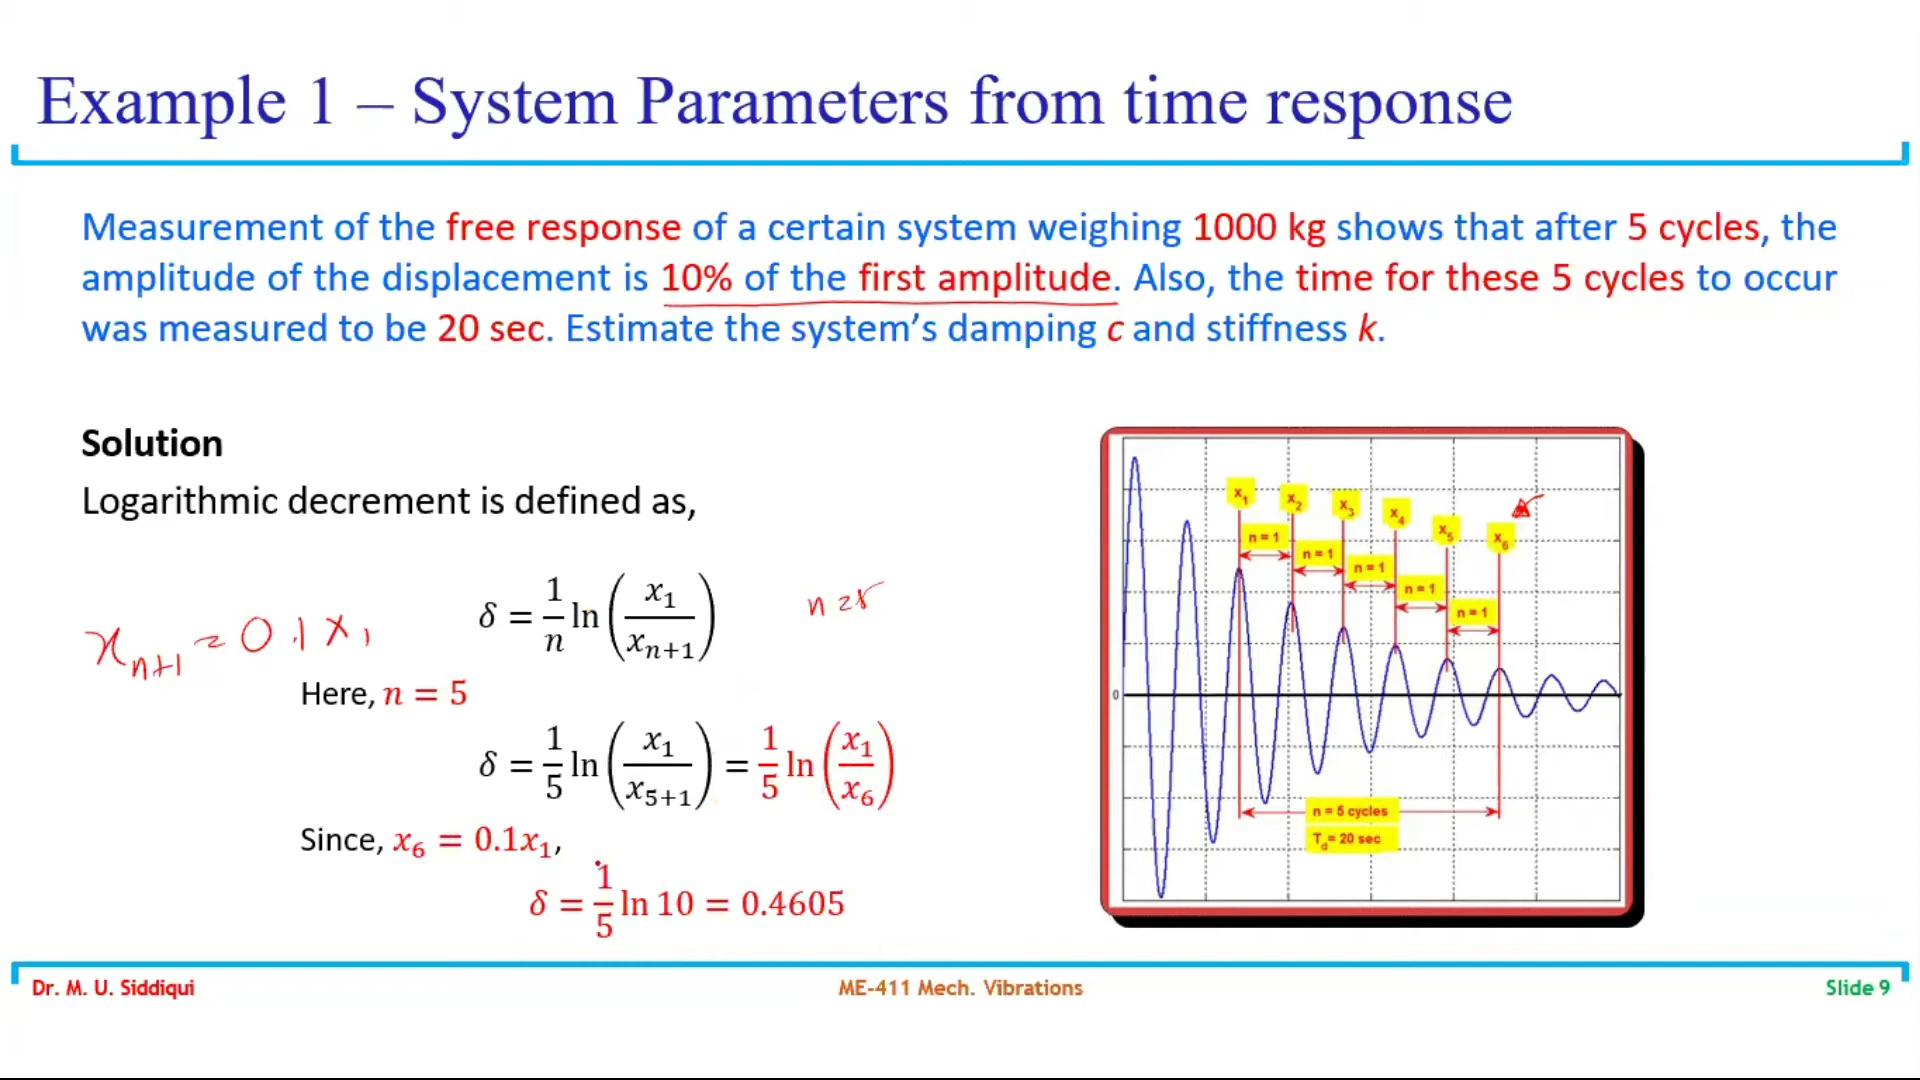 Example 1 – System Parameters from time response
Measurement of the free response of a certain system weighing 1000 kg shows that after 5 cycles, the
amplitude of the displacement is 10% of the first amplitude. Also, the time for these 5 cycles to occur
was measured to be 20 sec. Estimate the system's damping c and stiffness k.
Solution
Logarithmic decrement is defined as,
δ = 1/n ln(x₁/xₙ₊₁)
n = 5
xₙ₊₁ = 0.1 x₁
Here, n = 5
δ = 1/5 ln(x₁/x₅₊₁) = 1/5 ln(x₁/x₆)
Since, x₆ = 0.1x₁,
δ = 1/5 ln 10 = 0.4605
x₁ x₂ x₃ x₄ x₅ x₆
n = 1
n = 1
n = 1
n = 1
n = 1
0
n = 5 cycles
T_d = 20 sec
Dr. M. U. Siddiqui
ME-411 Mech. Vibrations
Slide 9